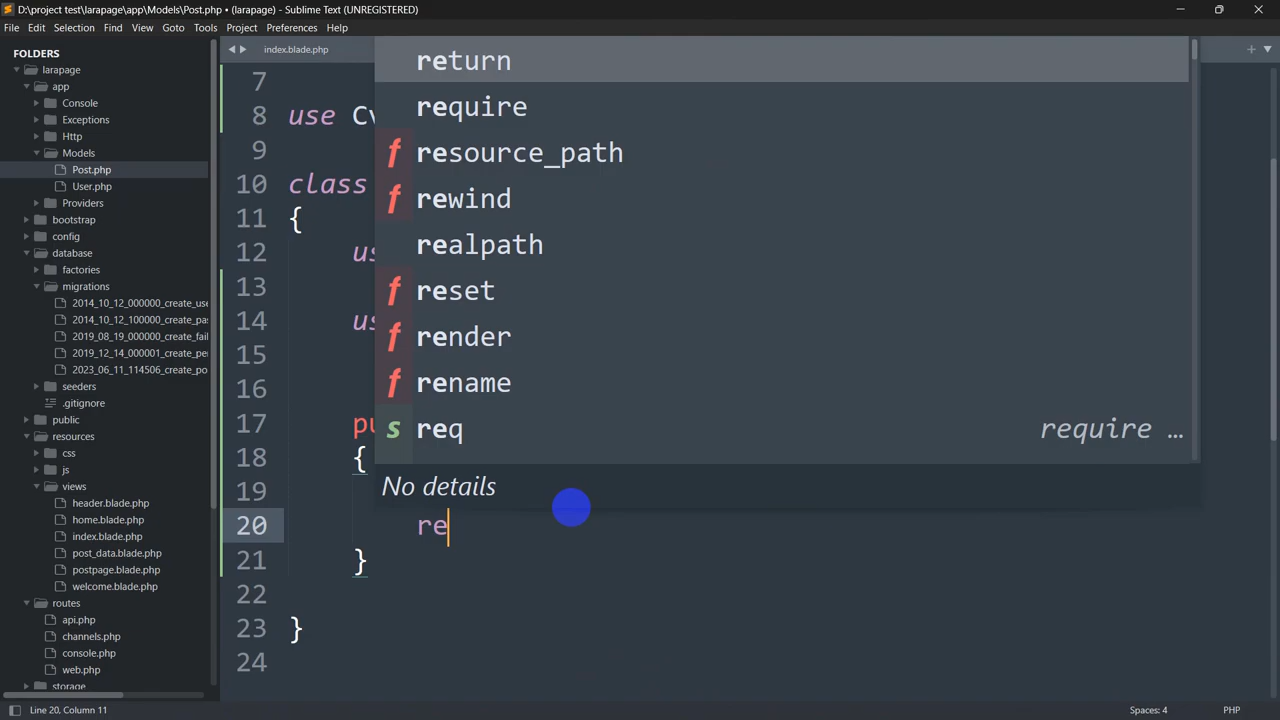 D:\project test\larapage\app\Models\Post.php • (larapage) - Sublime Text (UNREGISTERED)
File Edit Selection Find View Goto Tools Project Preferences Help
FOLDERS
larapage
app
Console
Exceptions
Http
Models
Post.php
User.php
Providers
bootstrap
config
database
factories
migrations
2014_10_12_000000_create_use
2014_10_12_100000_create_pas
2019_08_19_000000_create_fail
2019_12_14_000001_create_per
2023_06_11_114506_create_po
seeders
.gitignore
public
resources
css
js
views
header.blade.php
home.blade.php
index.blade.php
post_data.blade.php
postpage.blade.php
welcome.blade.php
routes
api.php
channels.php
console.php
web.php
storage
index.blade.php
7
8 use Cv
9
10 class
11 {
12 us
13
14 us
15
16
17 pu
18 {
19
20 re
21 }
22
23 }
24
return
require
f resource_path
f rewind
realpath
f reset
f render
f rename
s req require ...
No details
Line 20, Column 11
Spaces: 4
PHP